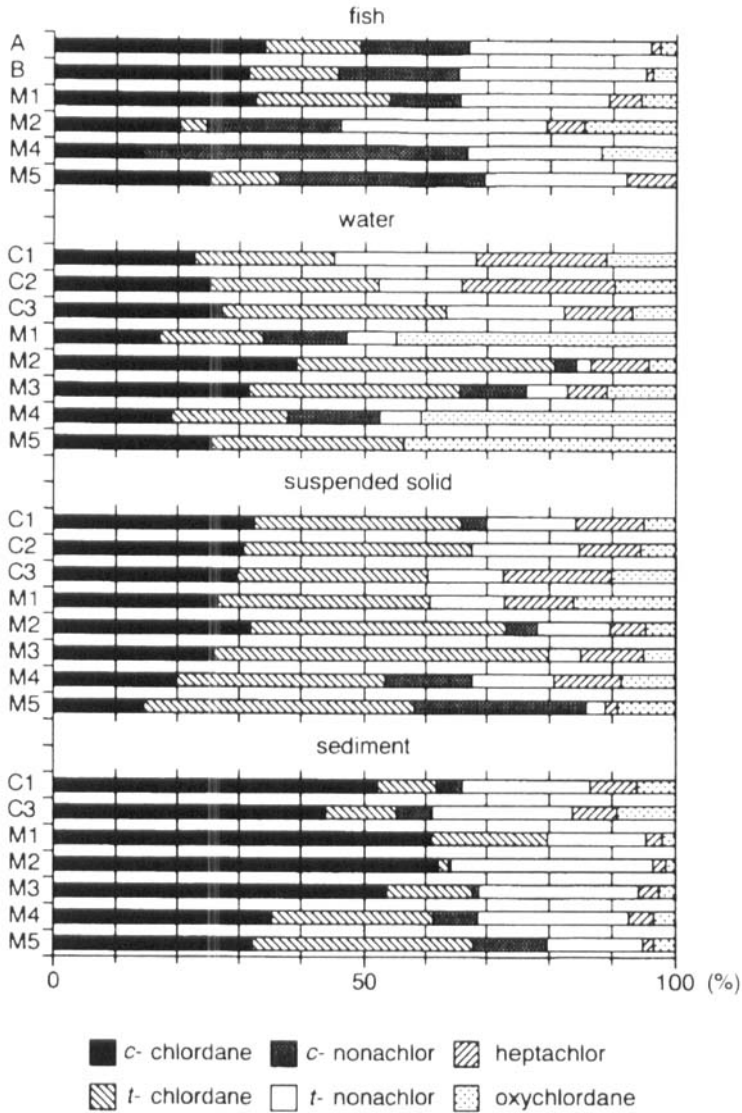 fish
A
B
M1
M2
M4
M5
water
C1
C2
C3
M1
M2
M3
M4
M5
suspended solid
C1
C2
C3
M1
M2
M3
M4
M5
sediment
C1
C3
M1
M2
M3
M4
M5
0 50 100 (%)
c- chlordane c- nonachlor heptachlor
t- chlordane t- nonachlor oxychlordane